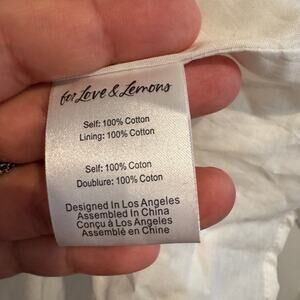 for Love & Lemons
Self: 100% Cotton
Lining: 100% Cotton
Self: 100% Coton
Doublure: 100% Coton
Designed In Los Angeles
Assembled In China
Conçu à Los Angeles
Assemblé en Chine